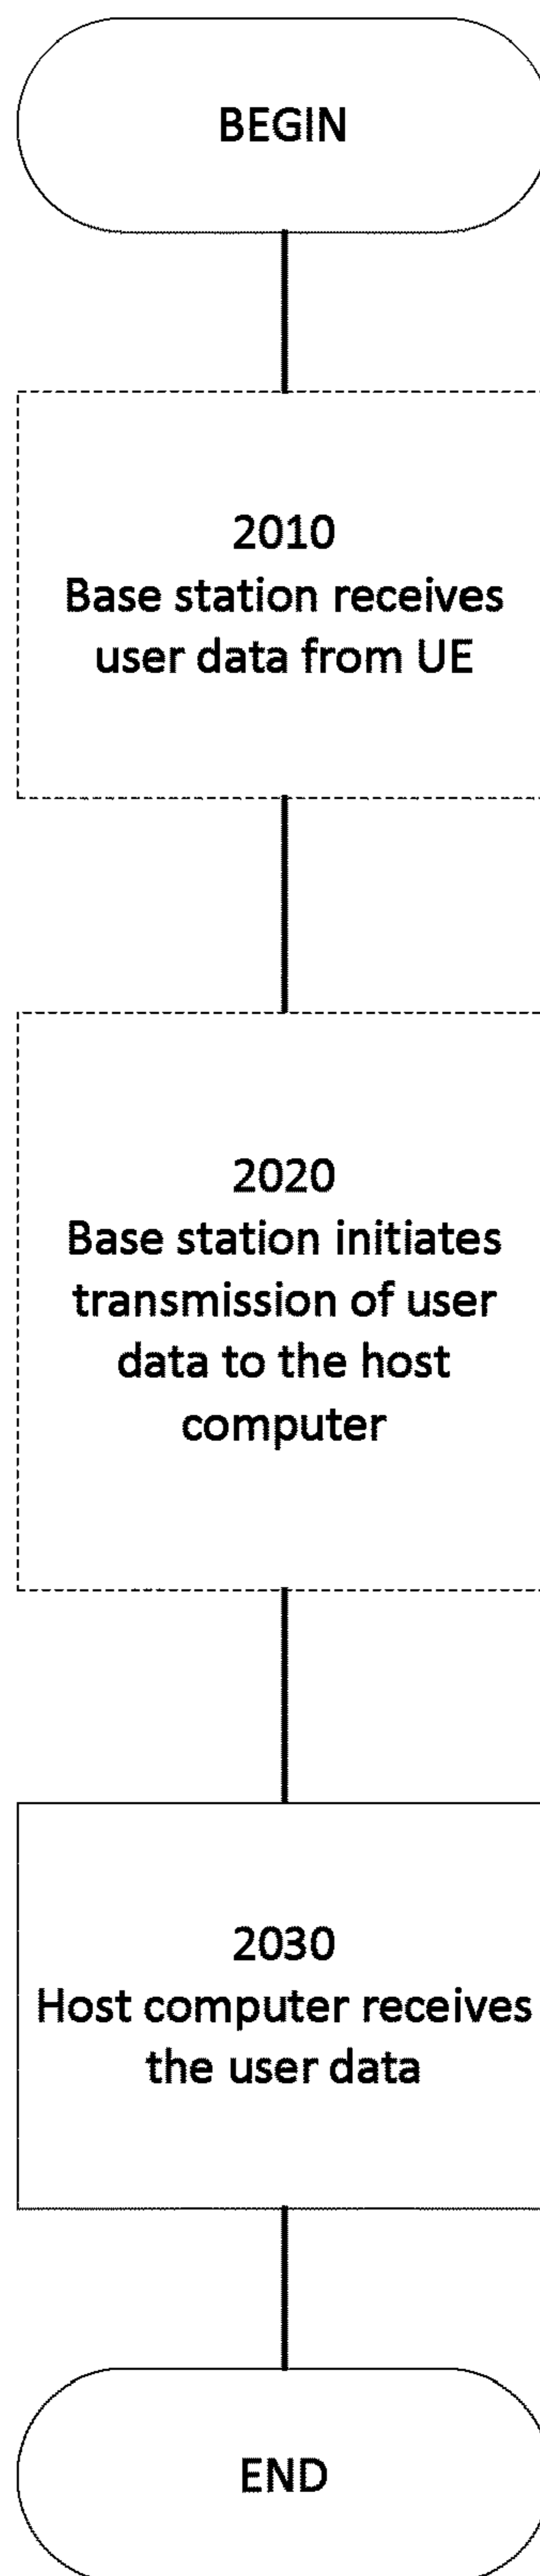 BEGIN
2010
Base station receives
user data from UE
2020
Base station initiates
transmission of user
data to the host
computer
2030
Host computer receives
the user data
END